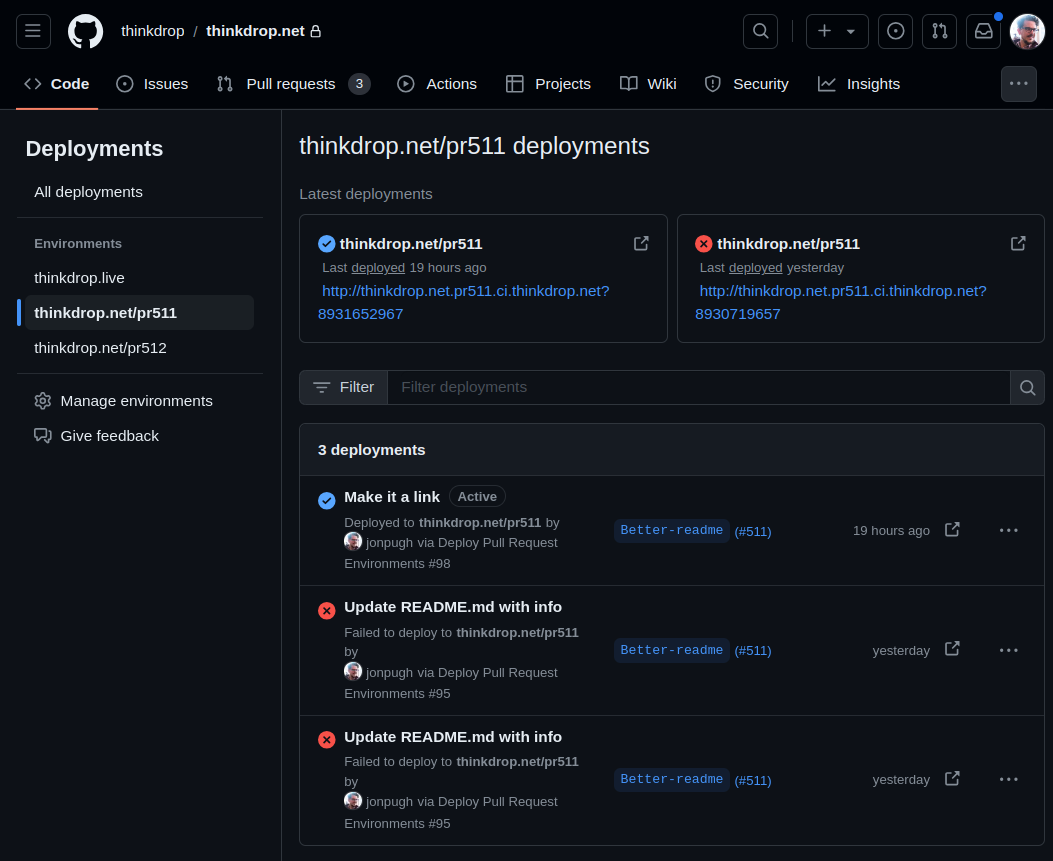 thinkdrop / thinkdrop.net
Code Issues Pull requests 3 Actions Projects Wiki Security Insights
Deployments
All deployments
Environments
thinkdrop.live
thinkdrop.net/pr511
thinkdrop.net/pr512
Manage environments
Give feedback
thinkdrop.net/pr511 deployments
Latest deployments
thinkdrop.net/pr511
Last deployed 19 hours ago
http://thinkdrop.net.pr511.ci.thinkdrop.net?
8931652967
thinkdrop.net/pr511
Last deployed yesterday
http://thinkdrop.net.pr511.ci.thinkdrop.net?
8930719657
Filter Filter deployments
3 deployments
Make it a link Active
Deployed to thinkdrop.net/pr511 by
jonpugh via Deploy Pull Request
Environments #98
Better-readme (#511)
19 hours ago
Update README.md with info
Failed to deploy to thinkdrop.net/pr511
by
jonpugh via Deploy Pull Request
Environments #95
Better-readme (#511)
yesterday
Update README.md with info
Failed to deploy to thinkdrop.net/pr511
by
jonpugh via Deploy Pull Request
Environments #95
Better-readme (#511)
yesterday